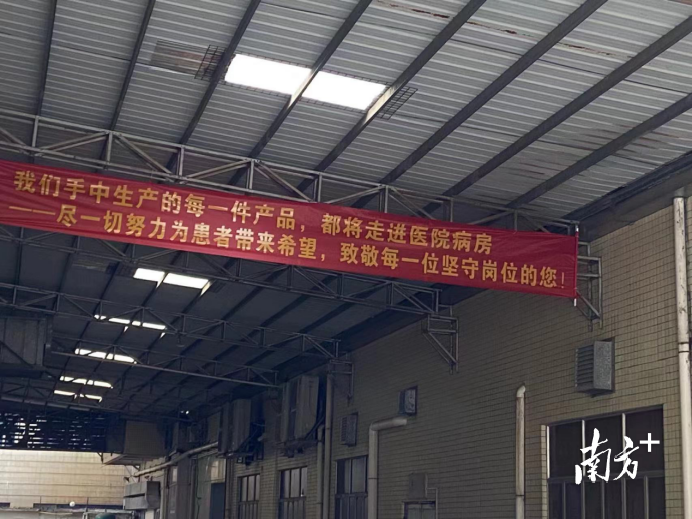 我们手中生产的每一件产品，都将走进医院病房
——尽一切努力为患者带来希望，致敬每一位坚守岗位的您！
南方+